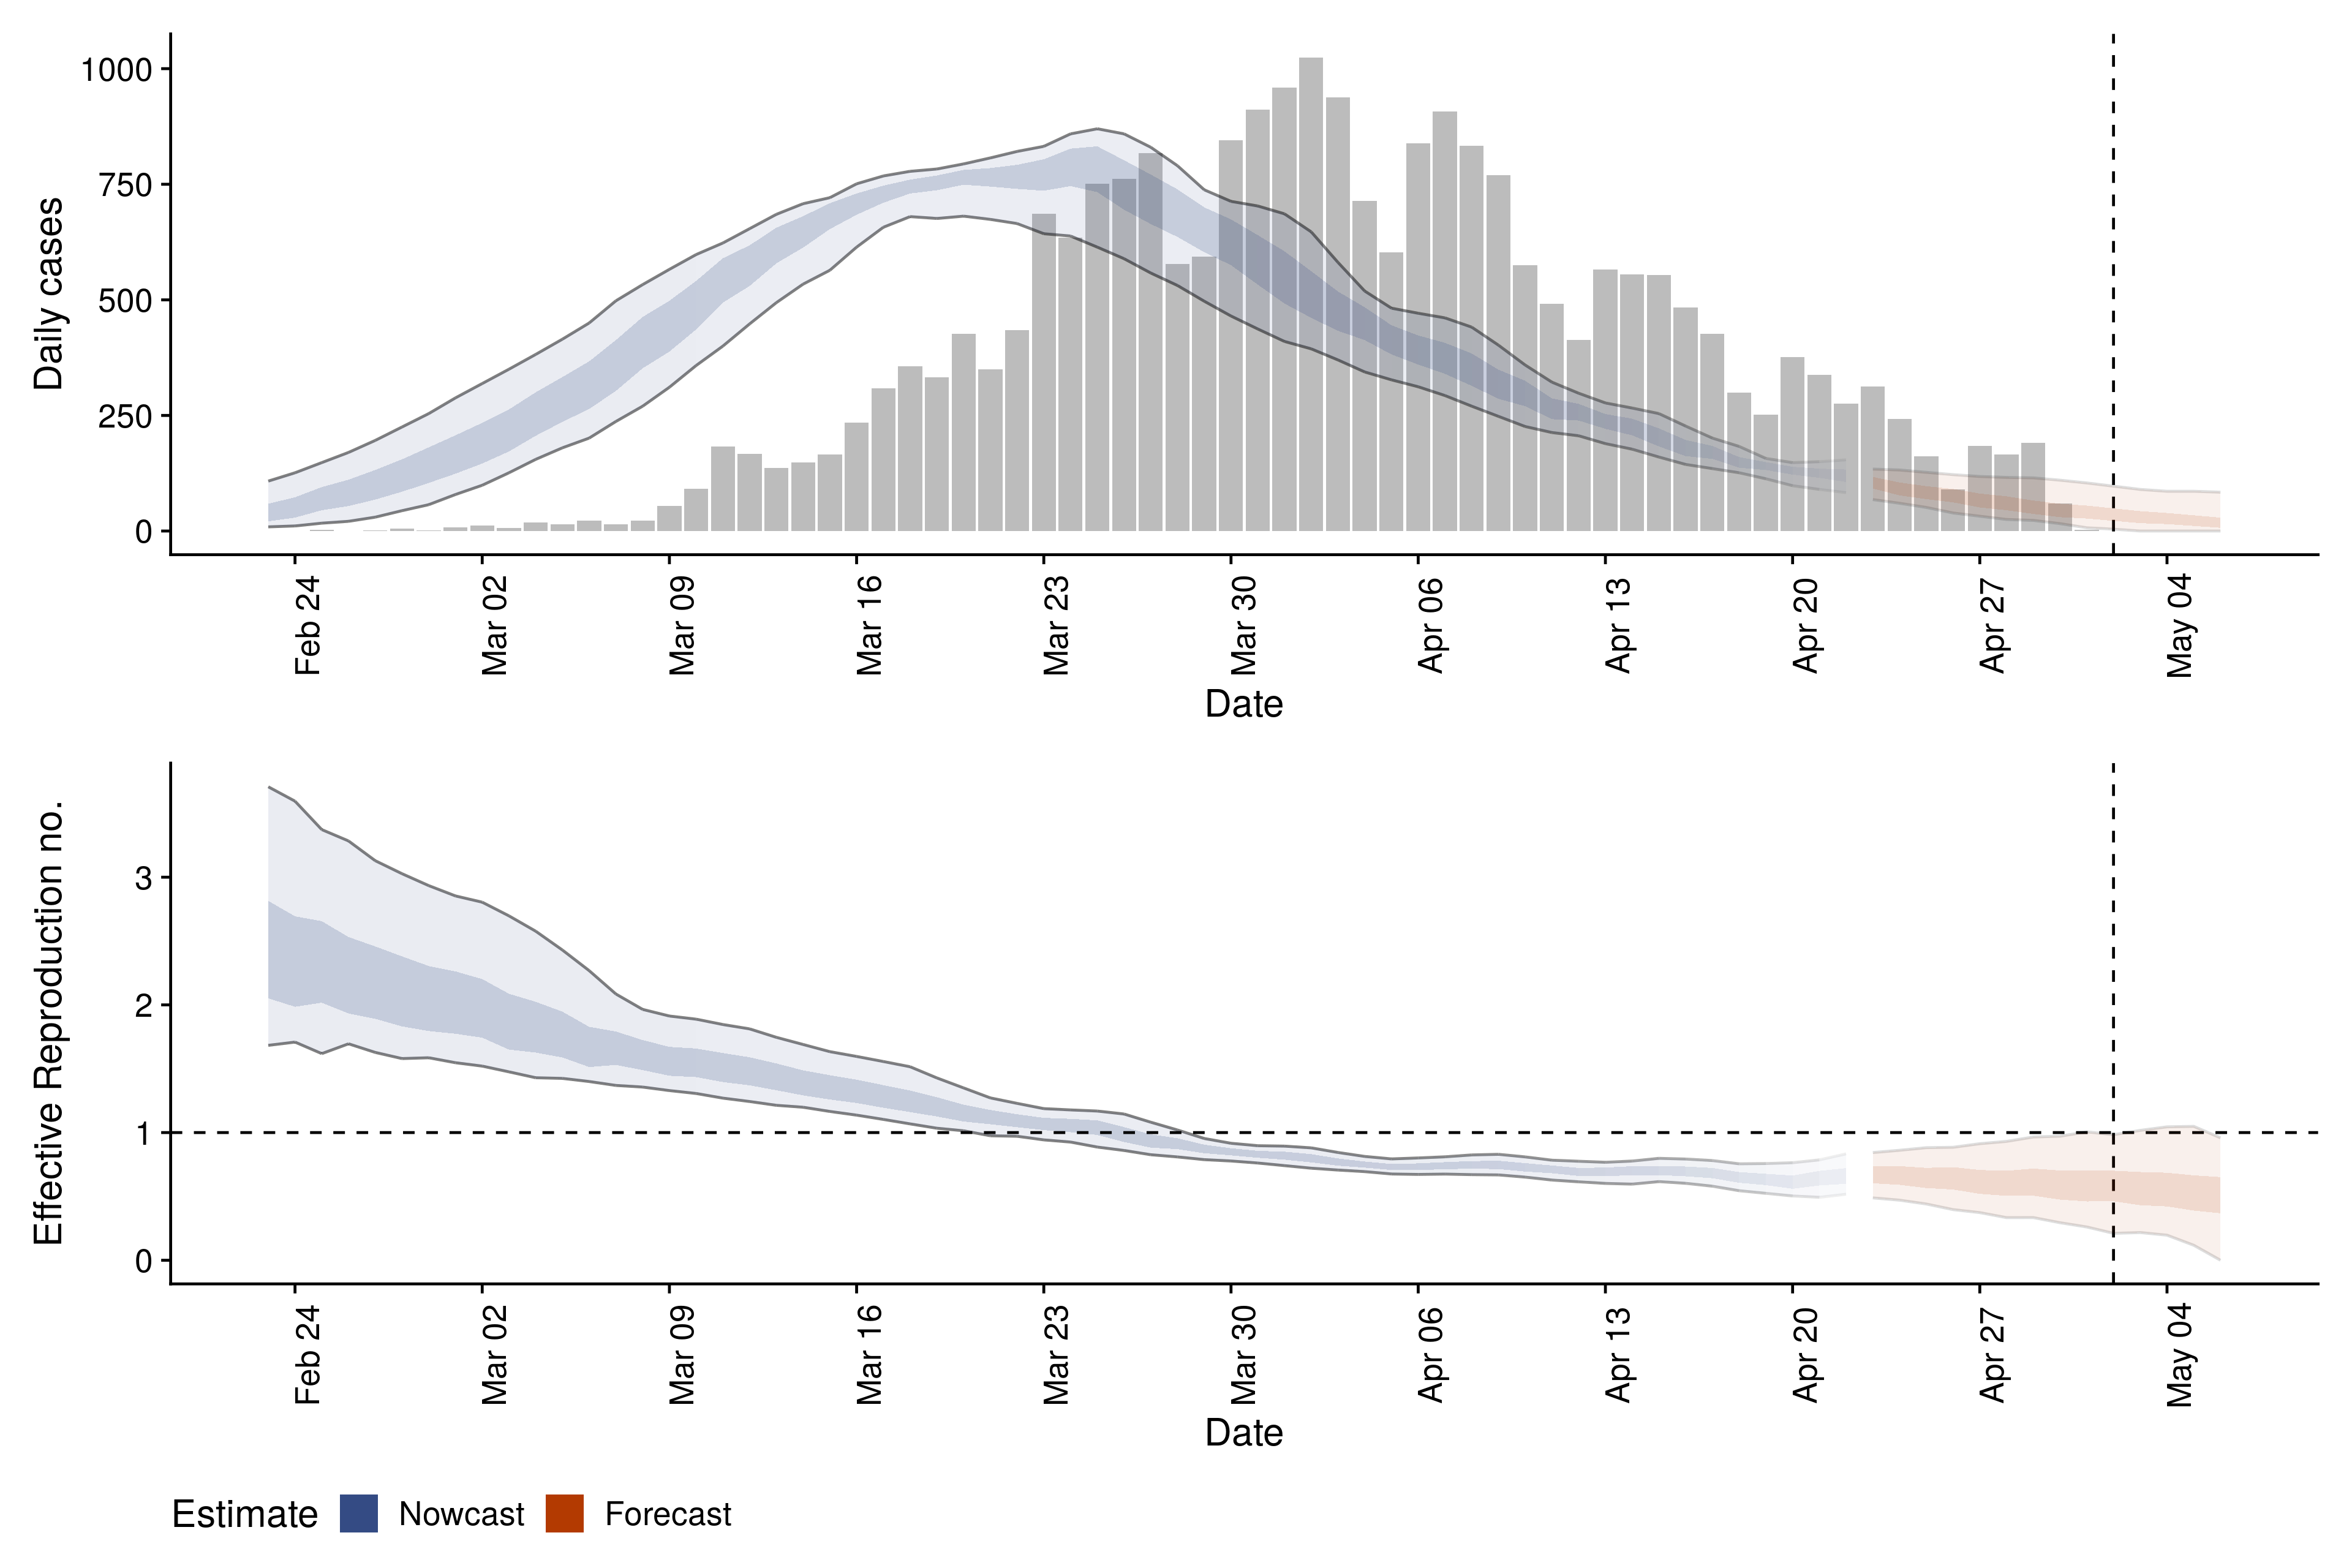 Daily cases
1000
750
500
250
0
Feb 24
Mar 02
Mar 09
Mar 16
Mar 23
Mar 30
Apr 06
Apr 13
Apr 20
Apr 27
May 04
Date
Effective Reproduction no.
3
2
1
0
Feb 24
Mar 02
Mar 09
Mar 16
Mar 23
Mar 30
Apr 06
Apr 13
Apr 20
Apr 27
May 04
Date
Estimate Nowcast Forecast